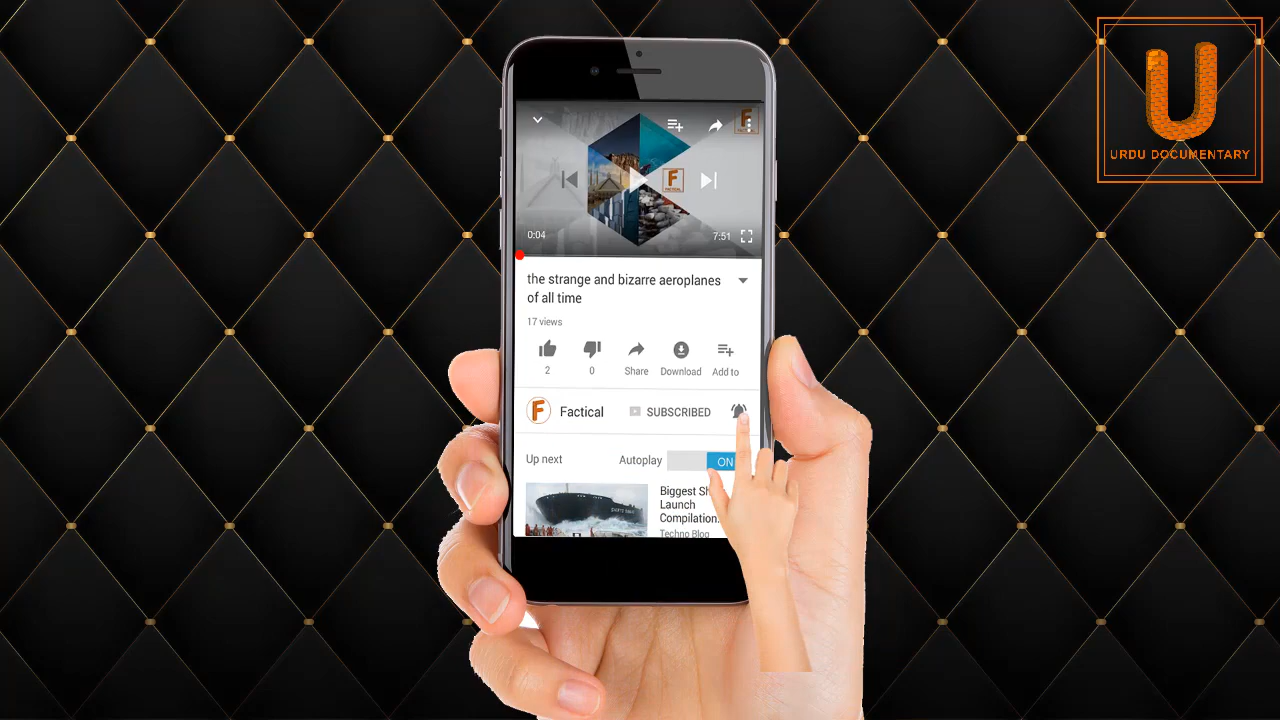 U
URDU DOCUMENTARY
F
0:04
7:51
the strange and bizarre aeroplanes
of all time
17 views
2
0
Share
Download
Add to
F
Factical
SUBSCRIBED
Up next
Autoplay
ON
Biggest Sh
Launch
Compilation.
Techno Blog